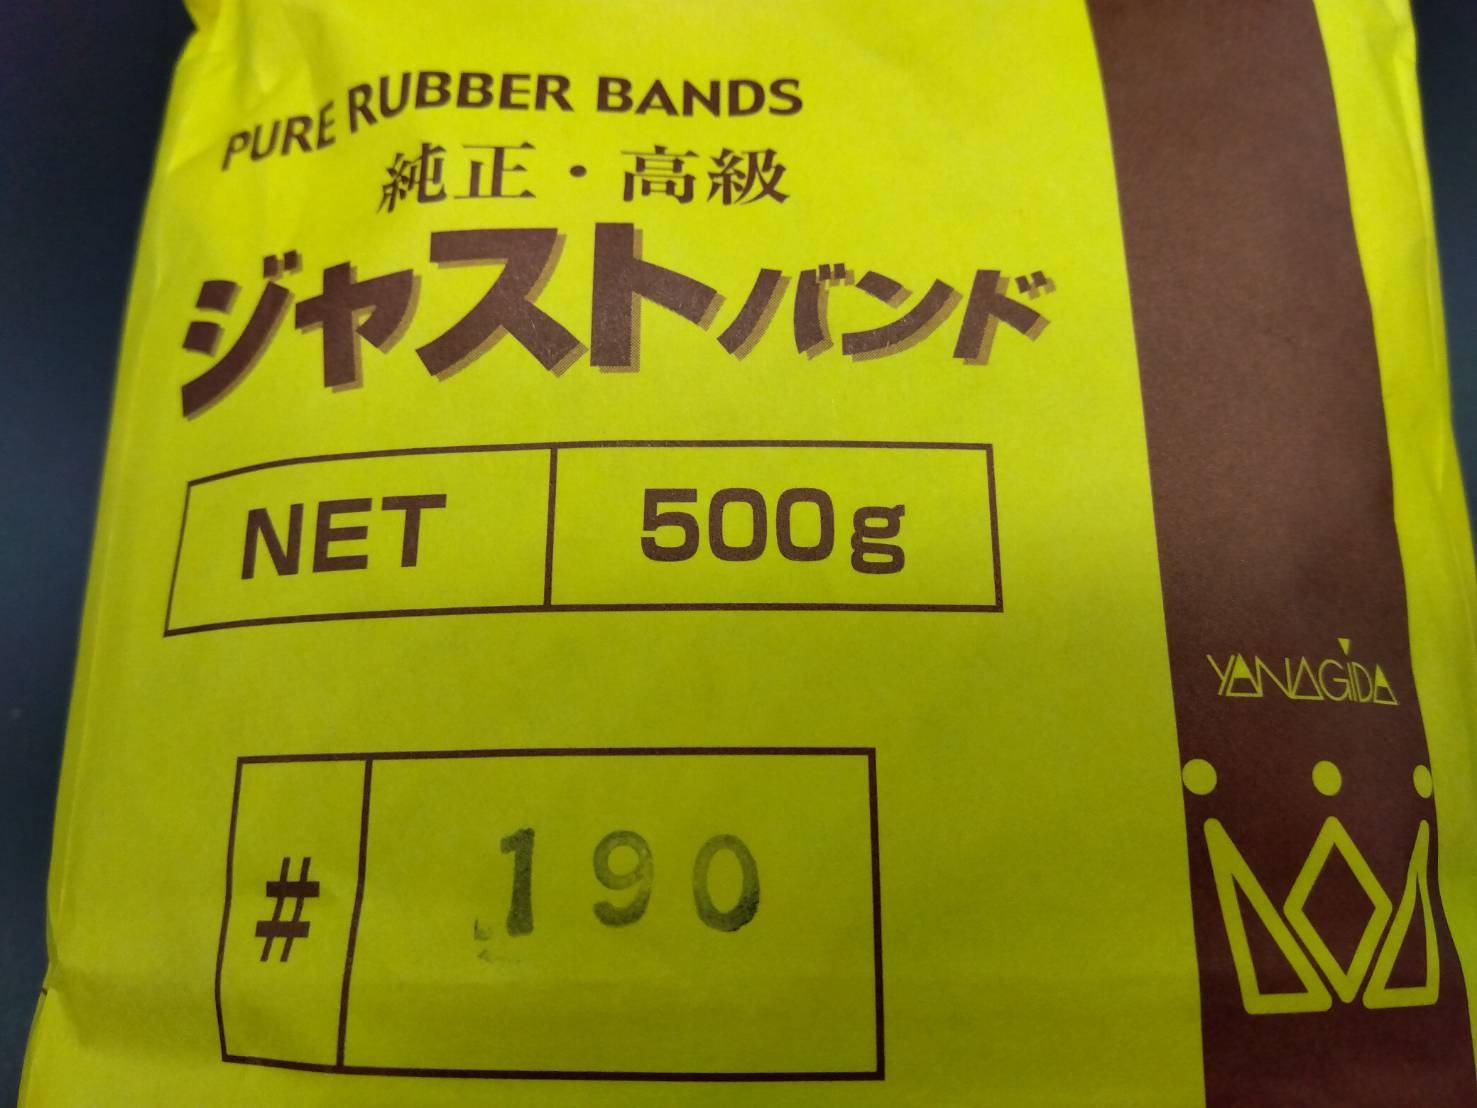 PURE RUBBER BANDS
純正・高級
ジャストバンド
NET 500g
# 190
YANAGIDA